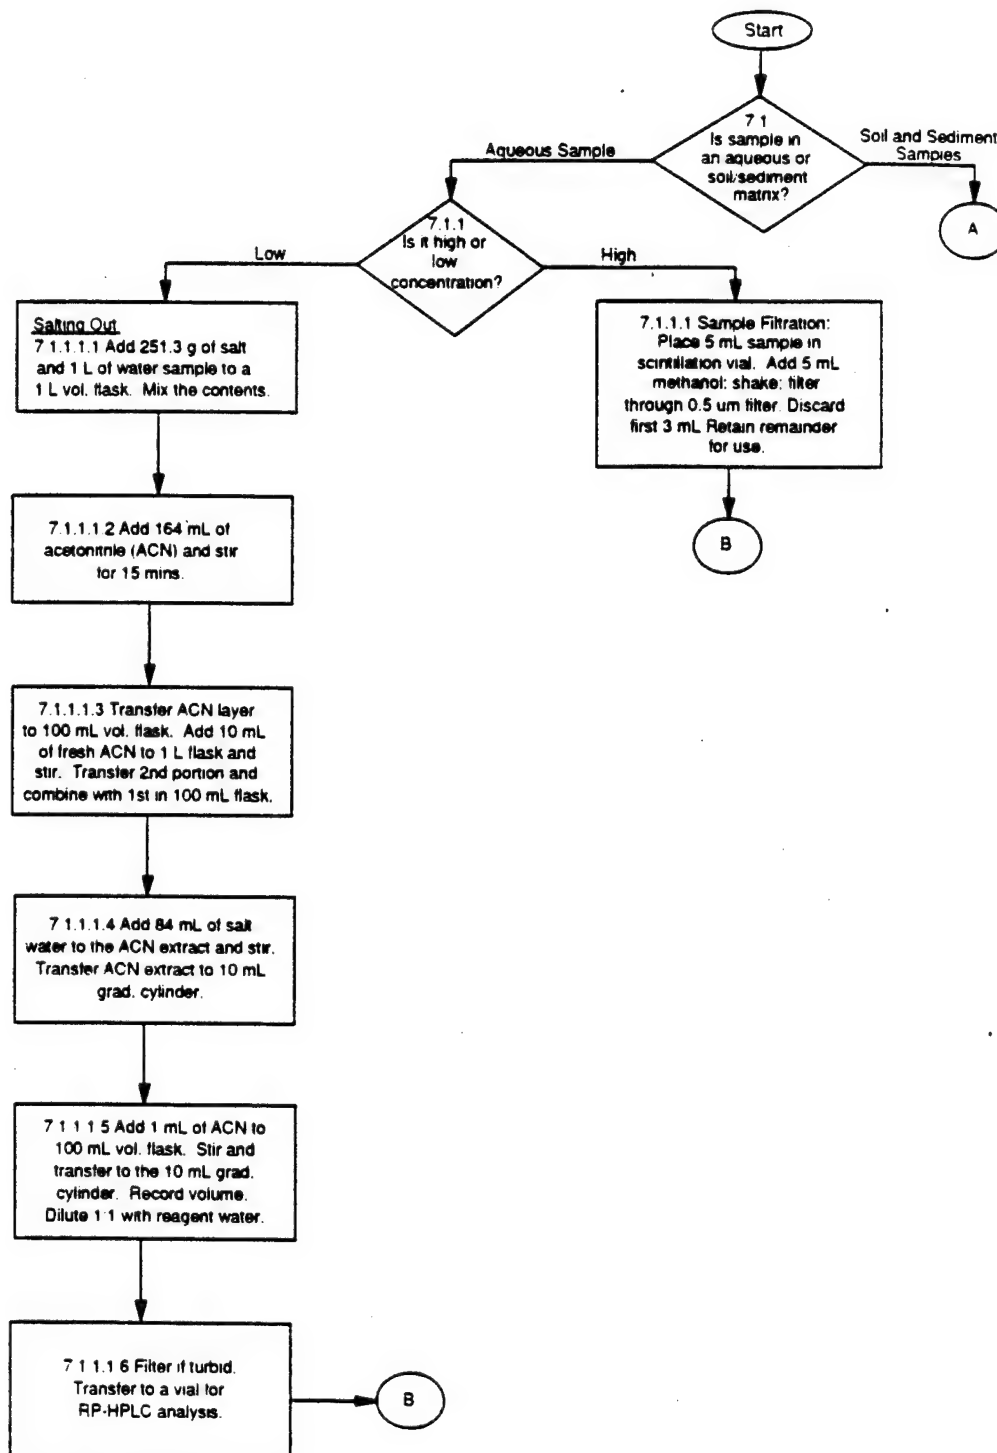 Start
7.1
Is sample in
an aqueous or
soil/sediment
matrix?
Aqueous Sample
Soil and Sediment
Samples
A
7.1.1
Is it high or
low
concentration?
Low
High
Salting Out
7 1.1.1.1 Add 251.3 g of salt
and 1 L of water sample to a
1 L vol. flask. Mix the contents.
7.1.1.1 Sample Filtration:
Place 5 mL sample in
scintillation vial. Add 5 mL
methanol; shake; filter
through 0.5 um filter. Discard
first 3 mL Retain remainder
for use.
B
7.1.1.1.2 Add 164 mL of
acetonitrile (ACN) and stir
for 15 mins.
7.1.1.1.3 Transfer ACN layer
to 100 mL vol. flask. Add 10 mL
of fresh ACN to 1 L flask and
stir. Transfer 2nd portion and
combine with 1st in 100 mL flask.
7 1.1.1.4 Add 84 mL of salt
water to the ACN extract and stir.
Transfer ACN extract to 10 mL
grad. cylinder.
7 1 1 1 5 Add 1 mL of ACN to
100 mL vol. flask. Stir and
transfer to the 10 mL grad.
cylinder. Record volume.
Dilute 1:1 with reagent water.
7 1 1.1 6 Filter if turbid.
Transfer to a vial for
RP-HPLC analysis.
B